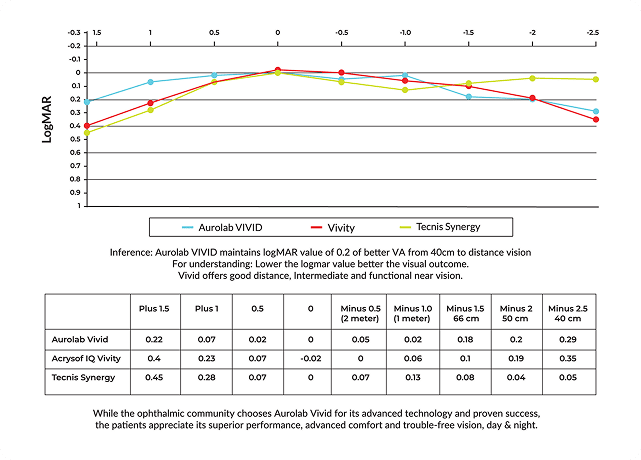 -0.3 1.5 1 0.5 0 -0.5 -1 -1.5 -2 -2.5
-0.2
-0.1
0
0.1
0.2
0.3
0.4
0.5
0.6
0.7
0.8
0.9
1
LogMAR
Aurolab VIVID Vivity Tecnis Synergy
Inference: Aurolab VIVID maintains logMAR value of 0.2 of better VA from 40cm to distance vision
For understanding: Lower the logmar value better the visual outcome.
Vivid offers good distance, Intermediate and functional near vision.
Plus 1.5 Plus 1 0.5 0 Minus 0.5 Minus 1.0 Minus 1.5 Minus 2 Minus 2.5
(2 meter) (1 meter) 66 cm 50 cm 40 cm
Aurolab Vivid 0.22 0.07 0.02 0 0.05 0.02 0.18 0.2 0.29
Acrysof IQ Vivity 0.4 0.23 0.07 -0.02 0 0.06 0.1 0.19 0.35
Tecnis Synergy 0.45 0.28 0.07 0 0.07 0.13 0.08 0.04 0.05
While the ophthalmic community chooses Aurolab Vivid for its advanced technology and proven success,
the patients appreciate its superior performance, advanced comfort and trouble-free vision, day & night.